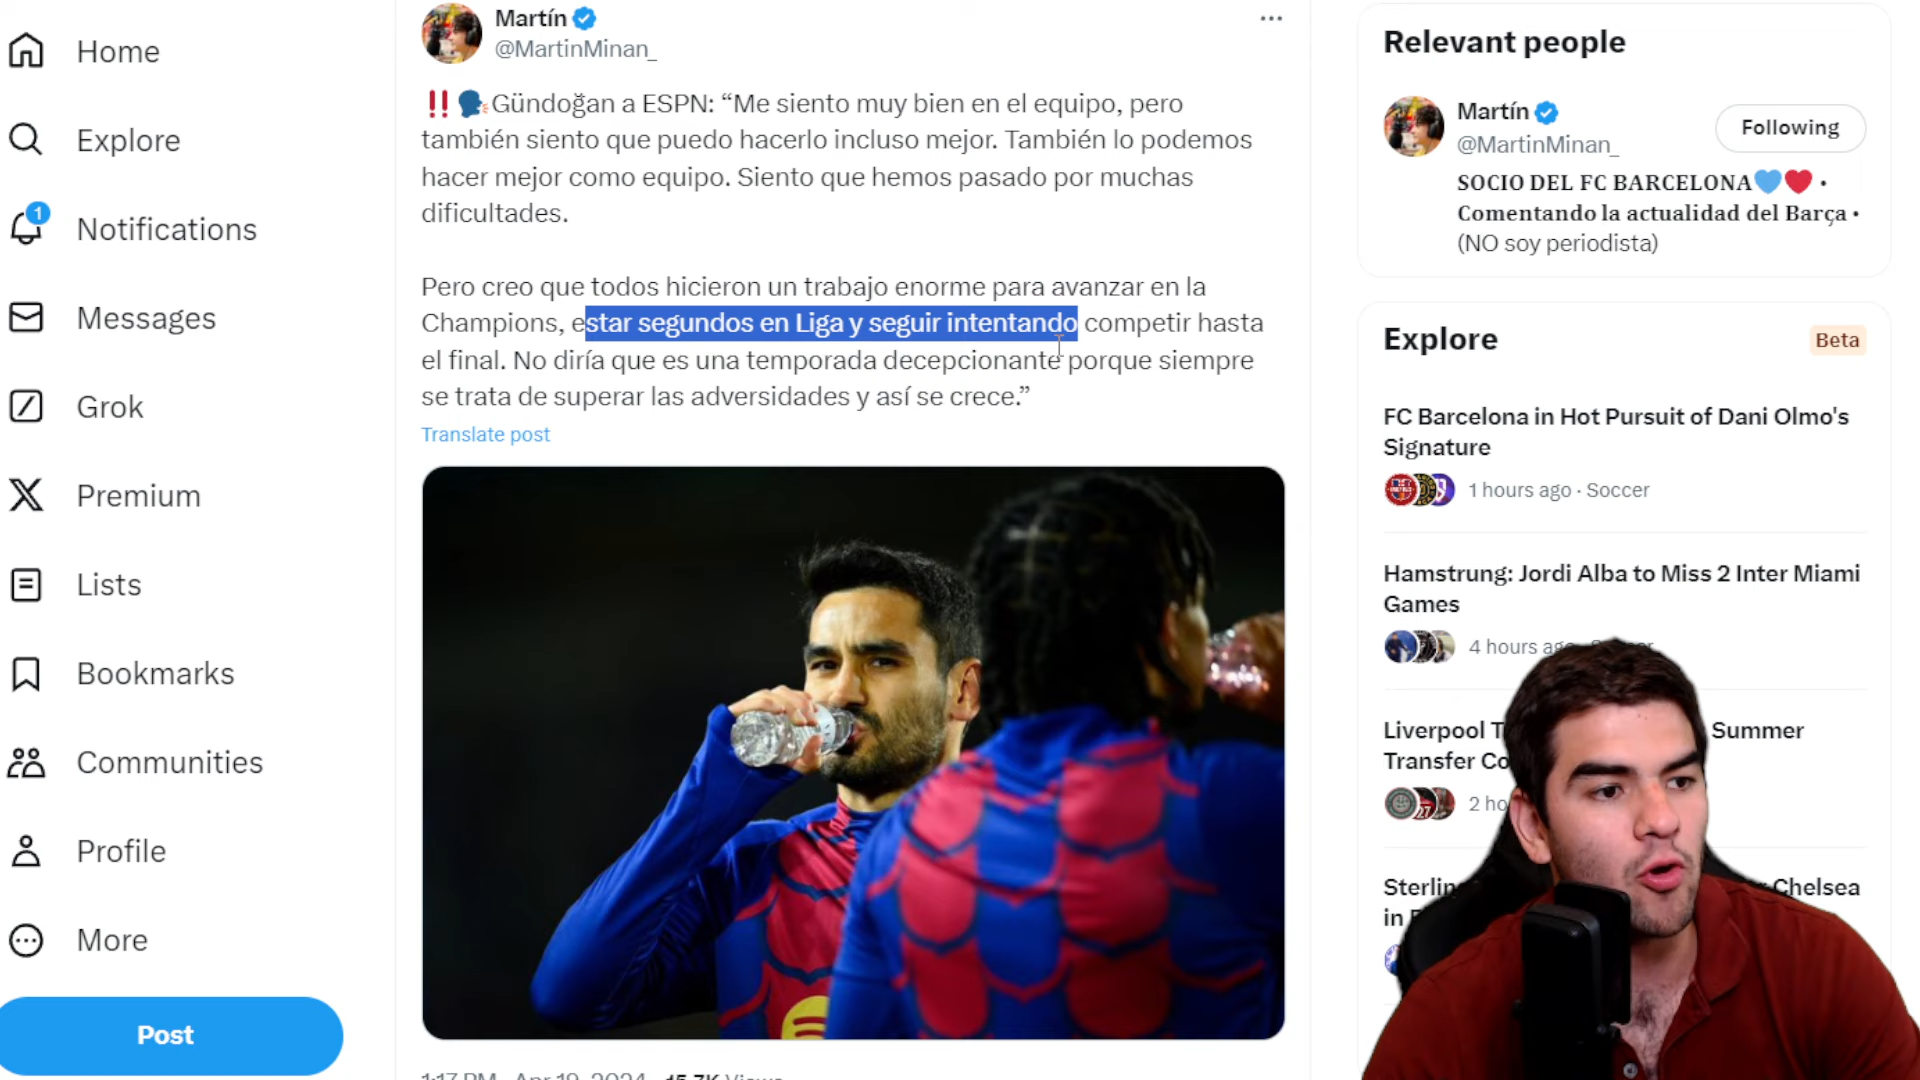 Home
Explore
1
Notifications
Messages
Grok
Premium
Lists
Bookmarks
Communities
Profile
More
Post
Martín
@MartinMinan_
‼️🗣Gündoğan a ESPN: “Me siento muy bien en el equipo, pero
también siento que puedo hacerlo incluso mejor. También lo podemos
hacer mejor como equipo. Siento que hemos pasado por muchas
dificultades.
Pero creo que todos hicieron un trabajo enorme para avanzar en la
Champions, estar segundos en Liga y seguir intentando competir hasta
el final. No diría que es una temporada decepcionante porque siempre
se trata de superar las adversidades y así se crece.”
Translate post
1:17 PM · Apr 19, 2024 · 45.7K Views
Relevant people
Martín
Following
@MartinMinan_
SOCIO DEL FC BARCELONA💙❤️ •
Comentando la actualidad del Barça •
(NO soy periodista)
Explore
Beta
FC Barcelona in Hot Pursuit of Dani Olmo's
Signature
1 hours ago · Soccer
Hamstrung: Jordi Alba to Miss 2 Inter Miami
Games
4 hours ago · Soccer
Liverpool Summer
Transfer
2
Chelsea
in